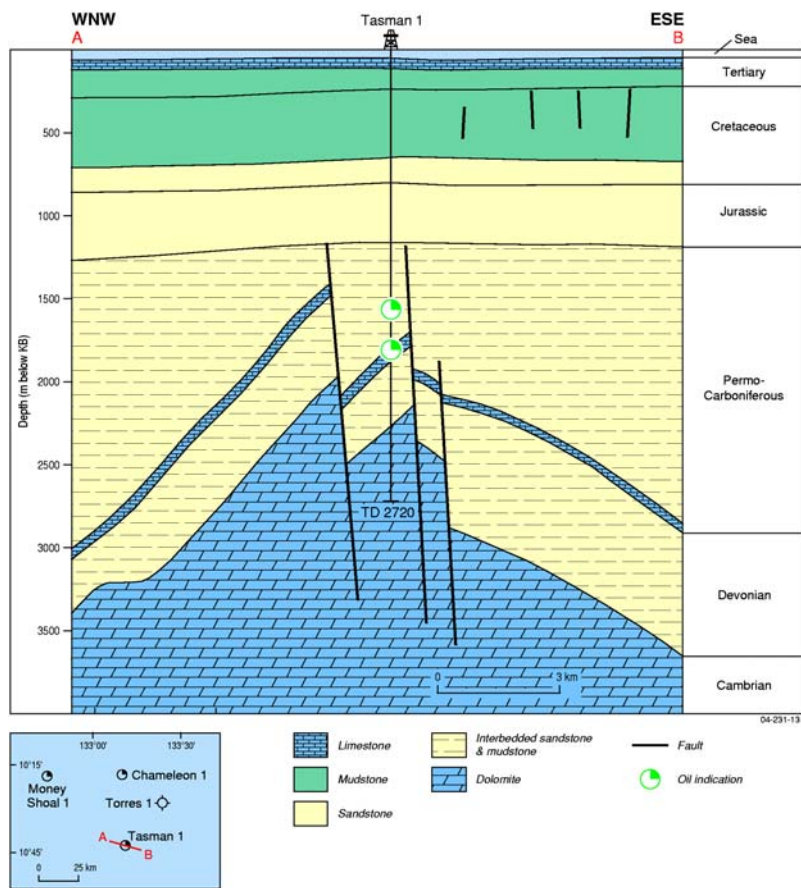 WNW
Tasman 1
ESE
A
B
Sea
Tertiary
500
Cretaceous
1000
Jurassic
1500
Depth (m below KB)
2000
Permo-
Carboniferous
2500
TD 2720
3000
Devonian
3500
0 3 km
Cambrian
04-231-13
133°00' 133°30'
10°15'
Money
Shoal 1
Chameleon 1
Torres 1
Tasman 1
A
B
10°45'
0 25 km
Limestone
Mudstone
Sandstone
Interbedded sandstone
& mudstone
Dolomite
Fault
Oil indication